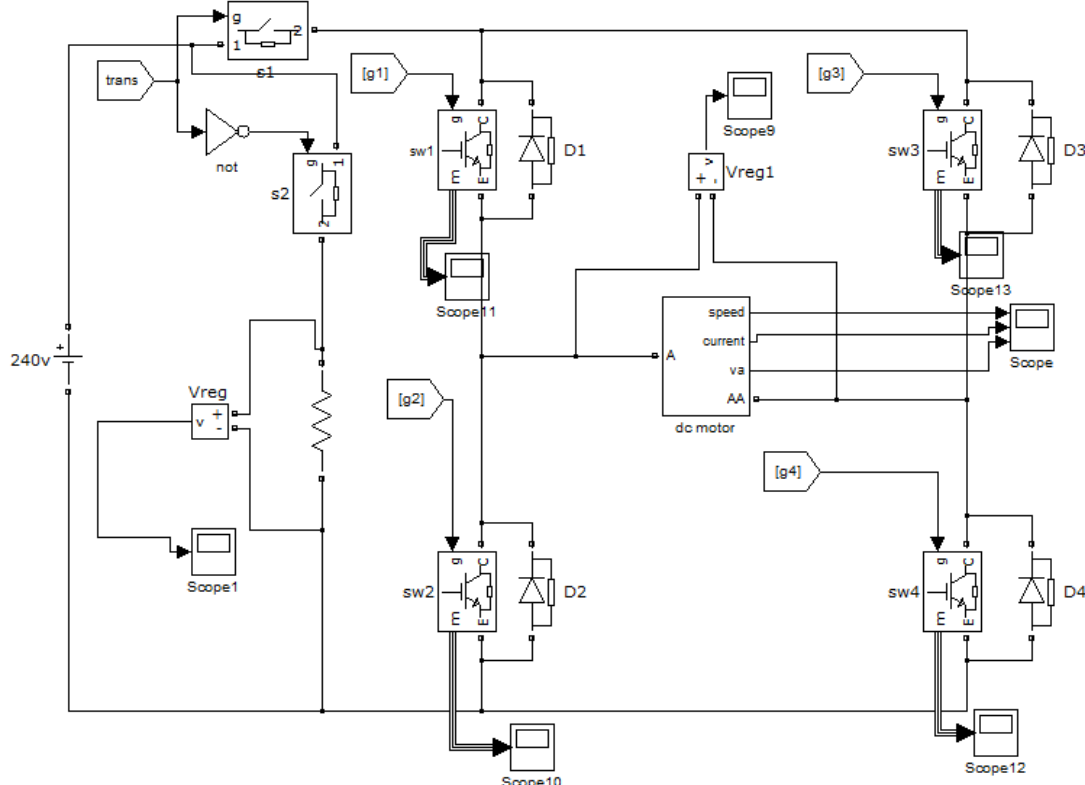 g
1
2
s1
trans
not
g
1
2
s2
240v
Vreg
v
+
-
+
Scope1
[g1]
g
C
m
E
sw1
D1
Scope11
[g2]
g
C
m
E
sw2
D2
Scope10
Scope9
v
+
-
Vreg1
A
speed
current
va
AA
dc motor
Scope
[g3]
g
C
m
E
sw3
D3
Scope13
[g4]
g
C
m
E
sw4
D4
Scope12